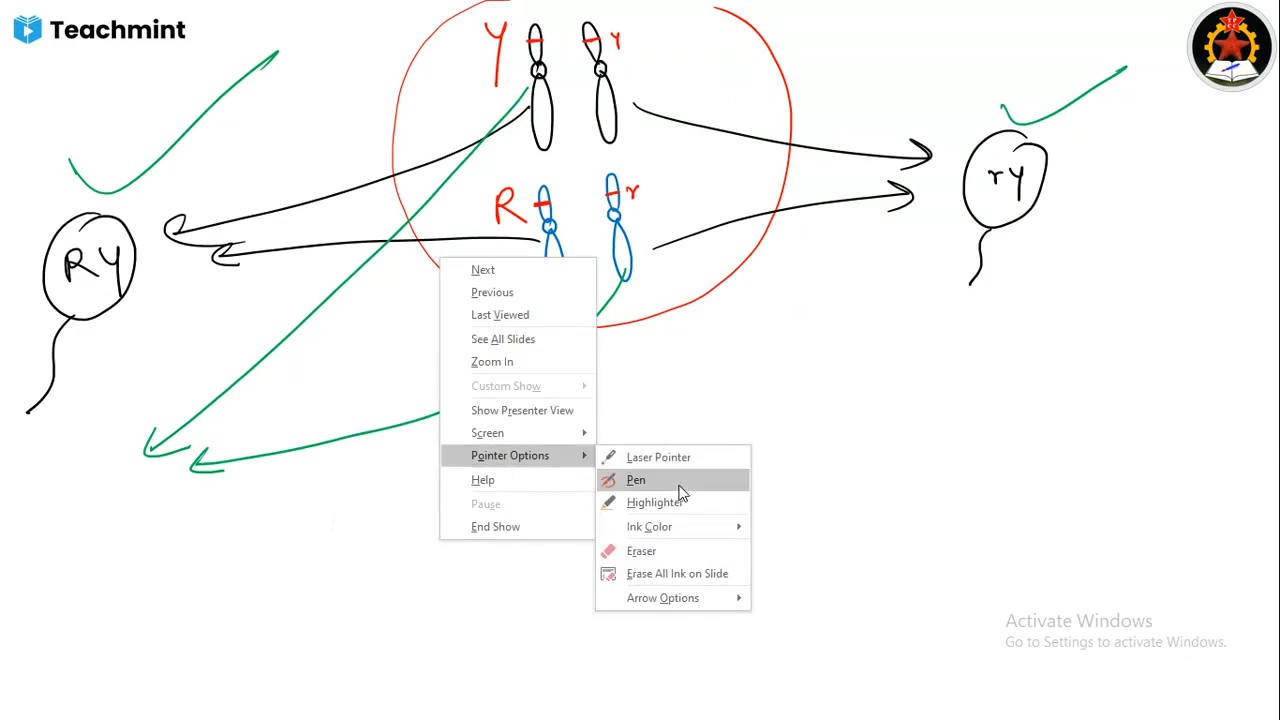 Teachmint
Y
y
R
r
RY
ry
Next
Previous
Last Viewed
See All Slides
Zoom In
Custom Show
Show Presenter View
Screen
Pointer Options
Help
Pause
End Show
Laser Pointer
Pen
Highlighter
Ink Color
Eraser
Erase All Ink on Slide
Arrow Options
Activate Windows
Go to Settings to activate Windows.